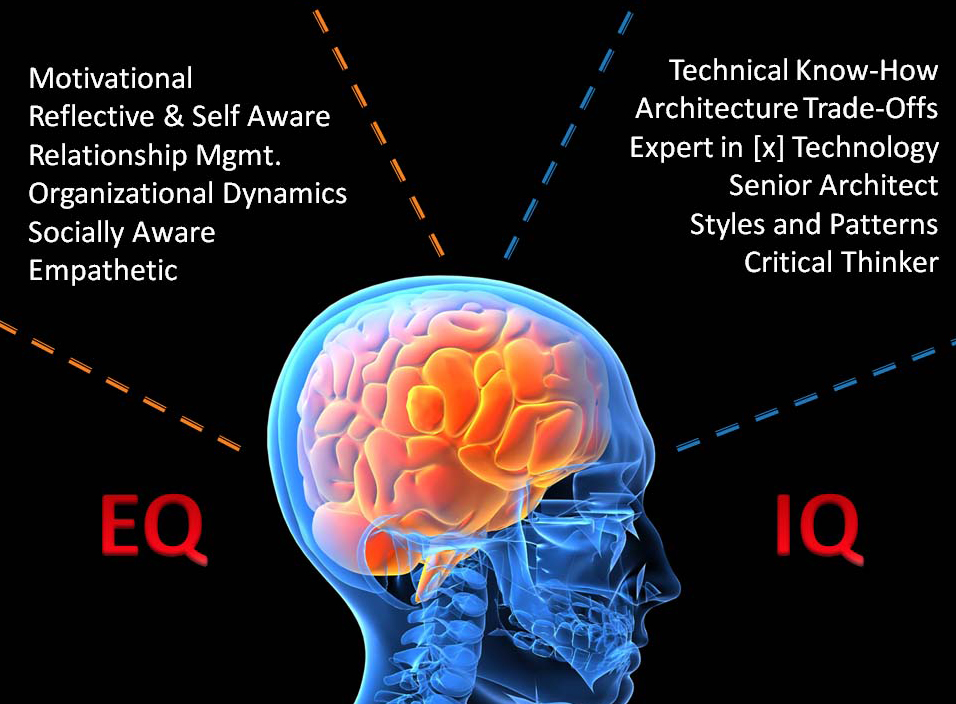 Motivational
Reflective & Self Aware
Relationship Mgmt.
Organizational Dynamics
Socially Aware
Empathetic
Technical Know-How
Architecture Trade-Offs
Expert in [x] Technology
Senior Architect
Styles and Patterns
Critical Thinker
EQ
IQ